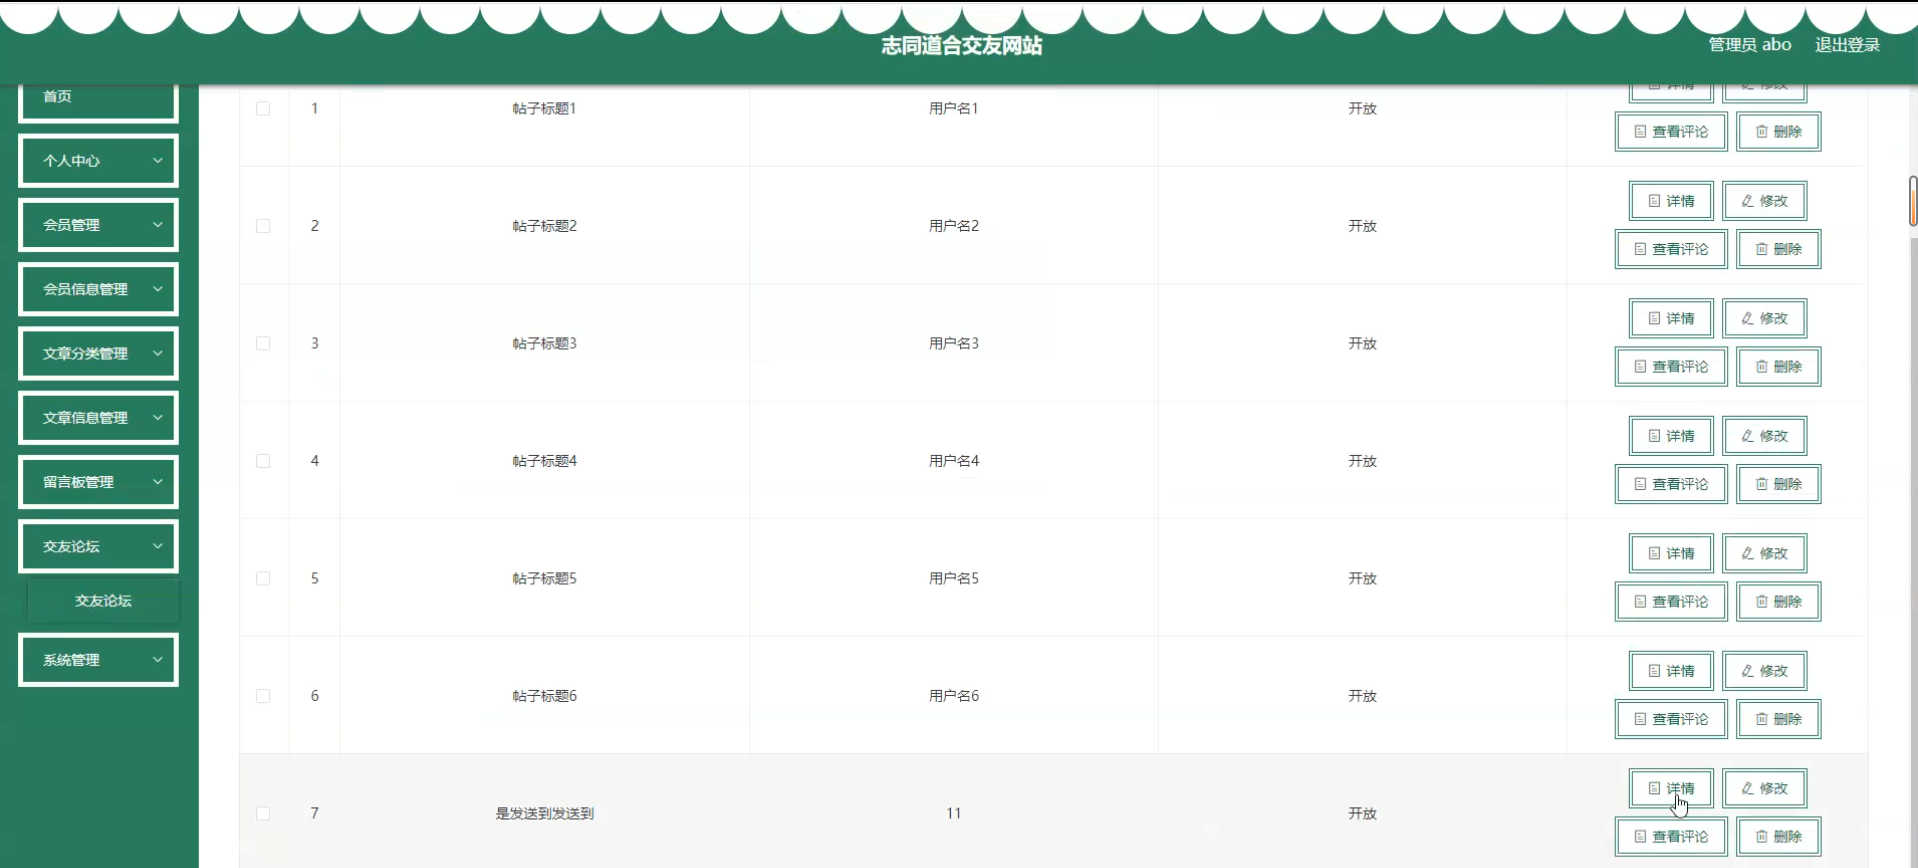 志同道合交友网站
管理员 abo 退出登录
首页
个人中心
会员管理
会员信息管理
文章分类管理
文章信息管理
留言板管理
交友论坛
交友论坛
系统管理
1 帖子标题1 用户名1 开放 详情 修改
查看评论 删除
2 帖子标题2 用户名2 开放 详情 修改
查看评论 删除
3 帖子标题3 用户名3 开放 详情 修改
查看评论 删除
4 帖子标题4 用户名4 开放 详情 修改
查看评论 删除
5 帖子标题5 用户名5 开放 详情 修改
查看评论 删除
6 帖子标题6 用户名6 开放 详情 修改
查看评论 删除
7 是发送到发送到 11 开放 详情 修改
查看评论 删除